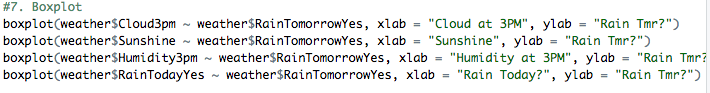 #7. Boxplot
boxplot(weather$Cloud3pm ~ weather$RainTomorrowYes, xlab = "Cloud at 3PM", ylab = "Rain Tmr?")
boxplot(weather$Sunshine ~ weather$RainTomorrowYes, xlab = "Sunshine", ylab = "Rain Tmr?")
boxplot(weather$Humidity3pm ~ weather$RainTomorrowYes, xlab = "Humidity at 3PM", ylab = "Rain Tmr?
boxplot(weather$RainTodayYes ~ weather$RainTomorrowYes, xlab = "Rain Today?", ylab = "Rain Tmr?")